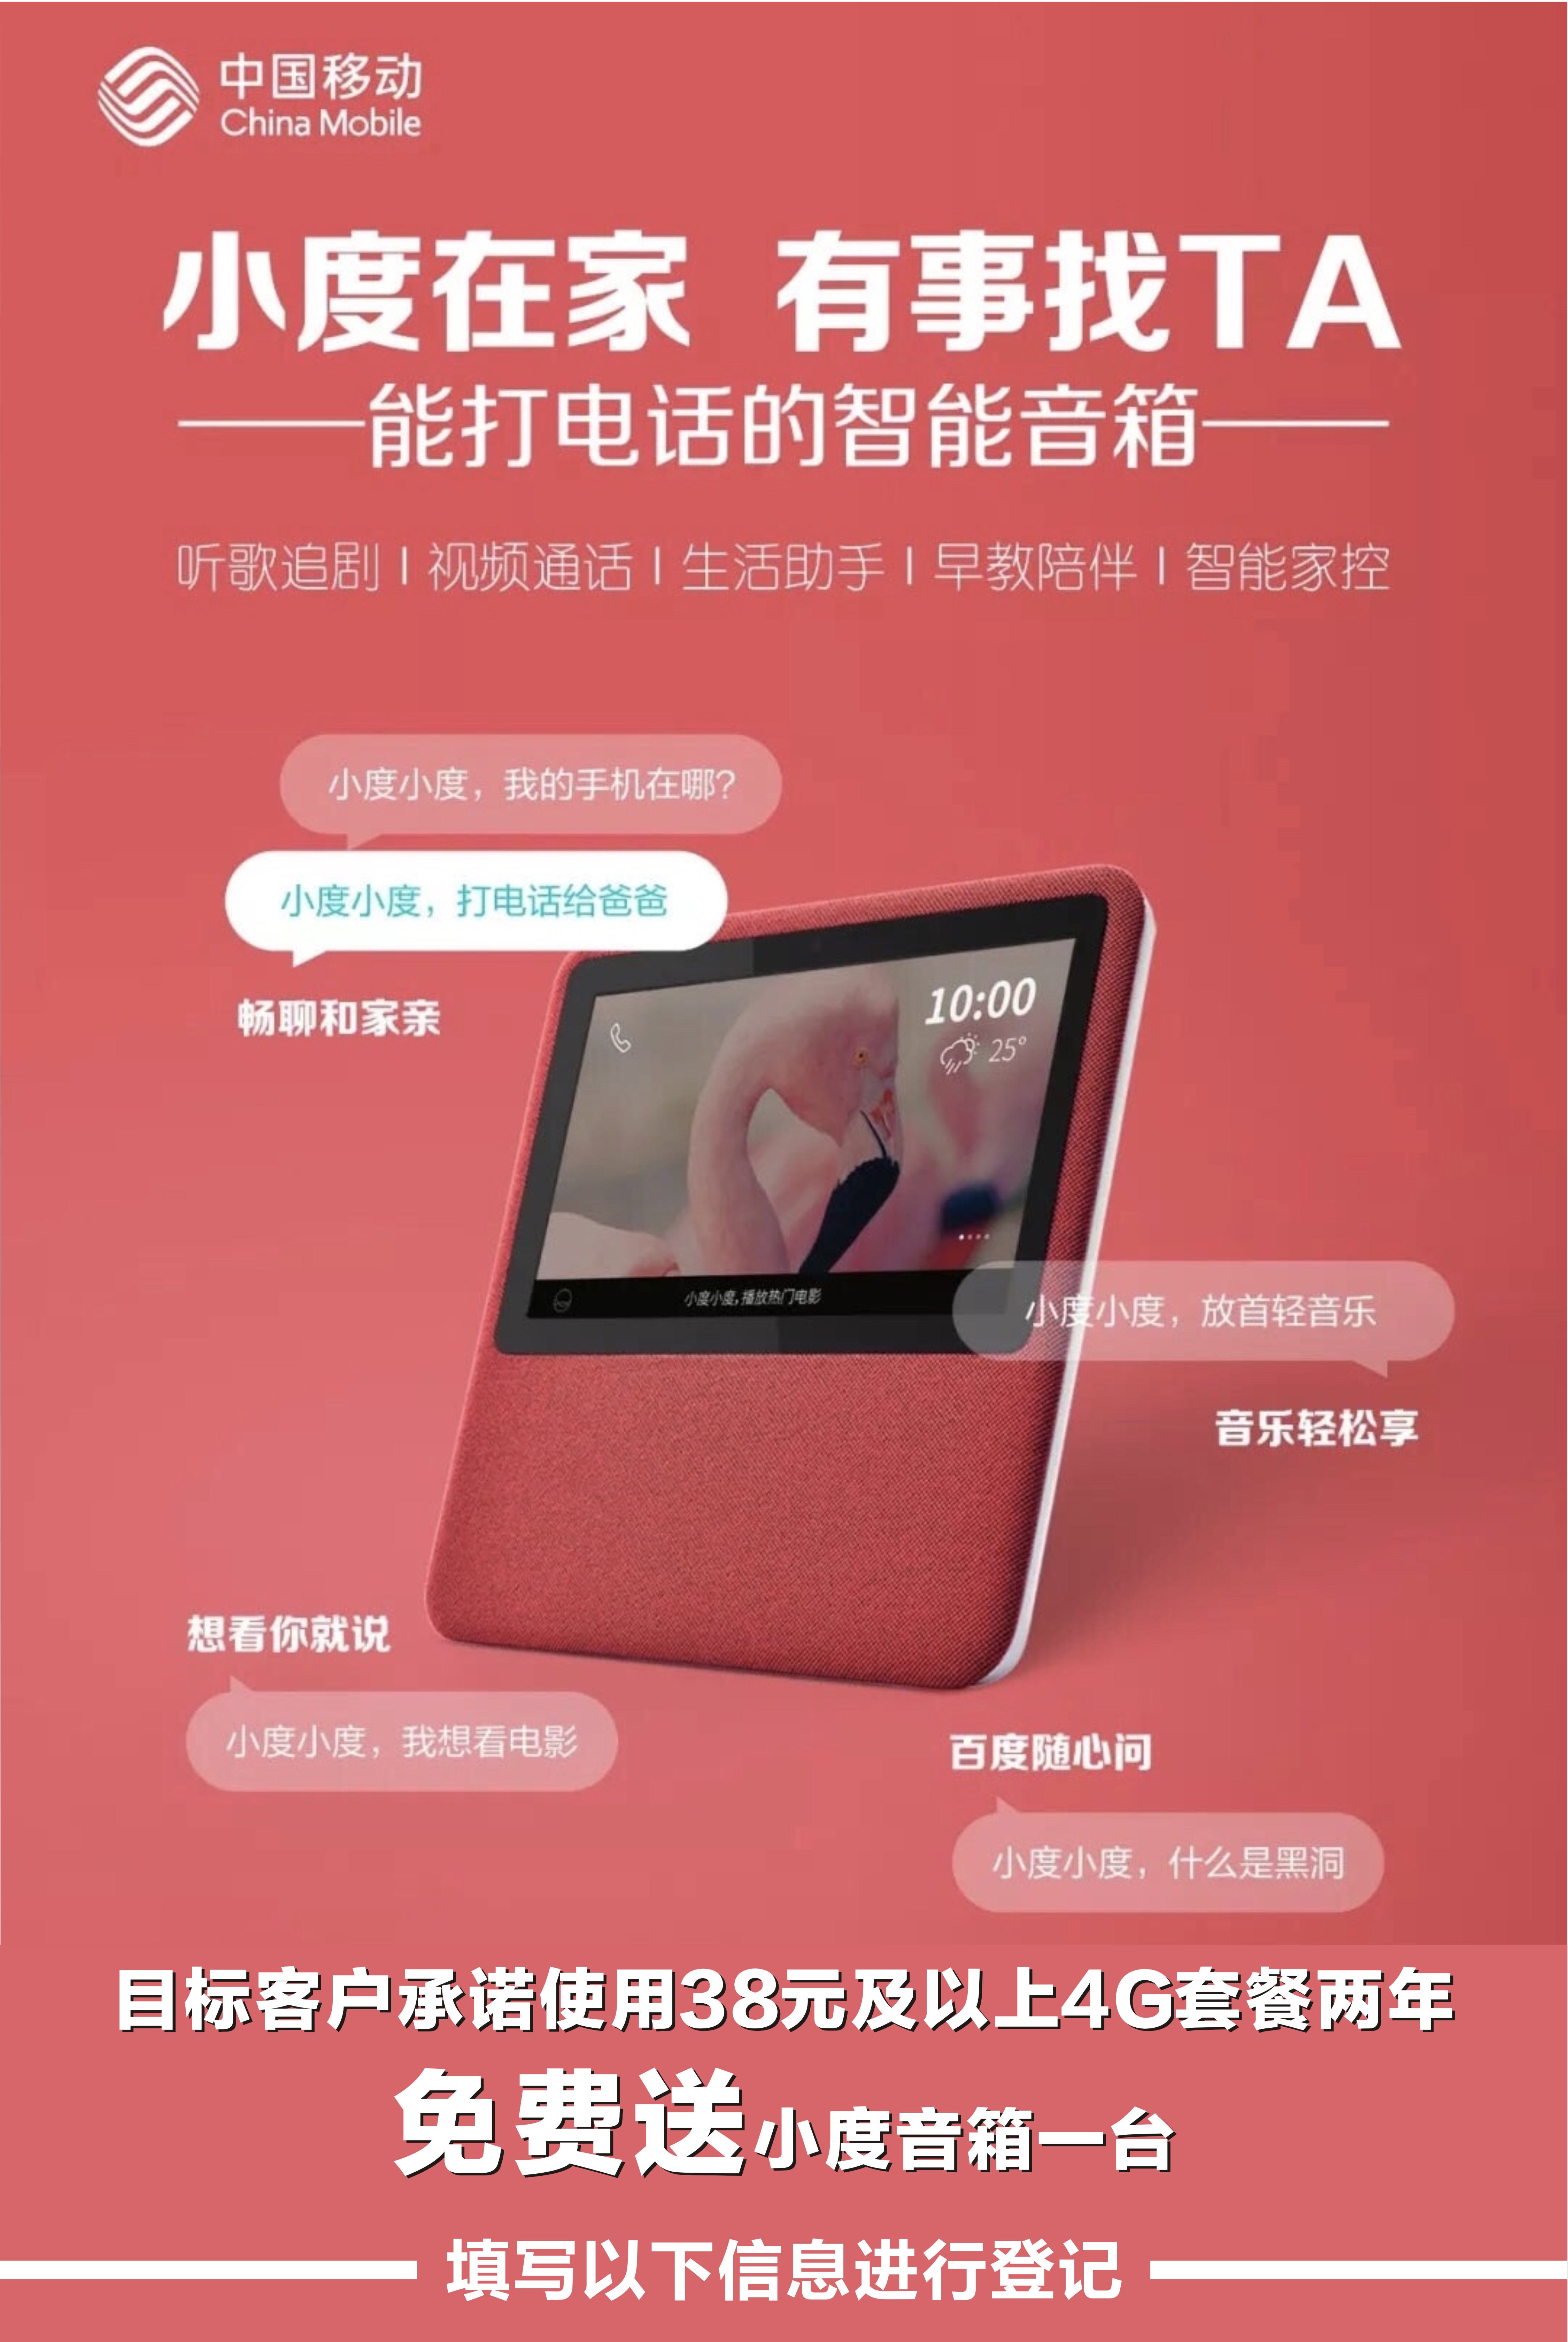 中国移动
China Mobile
小度在家 有事找TA
能打电话的智能音箱
听歌追剧 | 视频通话 | 生活助手 | 早教陪伴 | 智能家控
小度小度，我的手机在哪?
小度小度，打电话给爸爸
畅聊和家亲
10:00
25°
小度小度,播放热门电影
小度小度，放首轻音乐
音乐轻松享
想看你就说
小度小度，我想看电影
百度随心问
小度小度，什么是黑洞
目标客户承诺使用38元及以上4G套餐两年
免费送小度音箱一台
填写以下信息进行登记